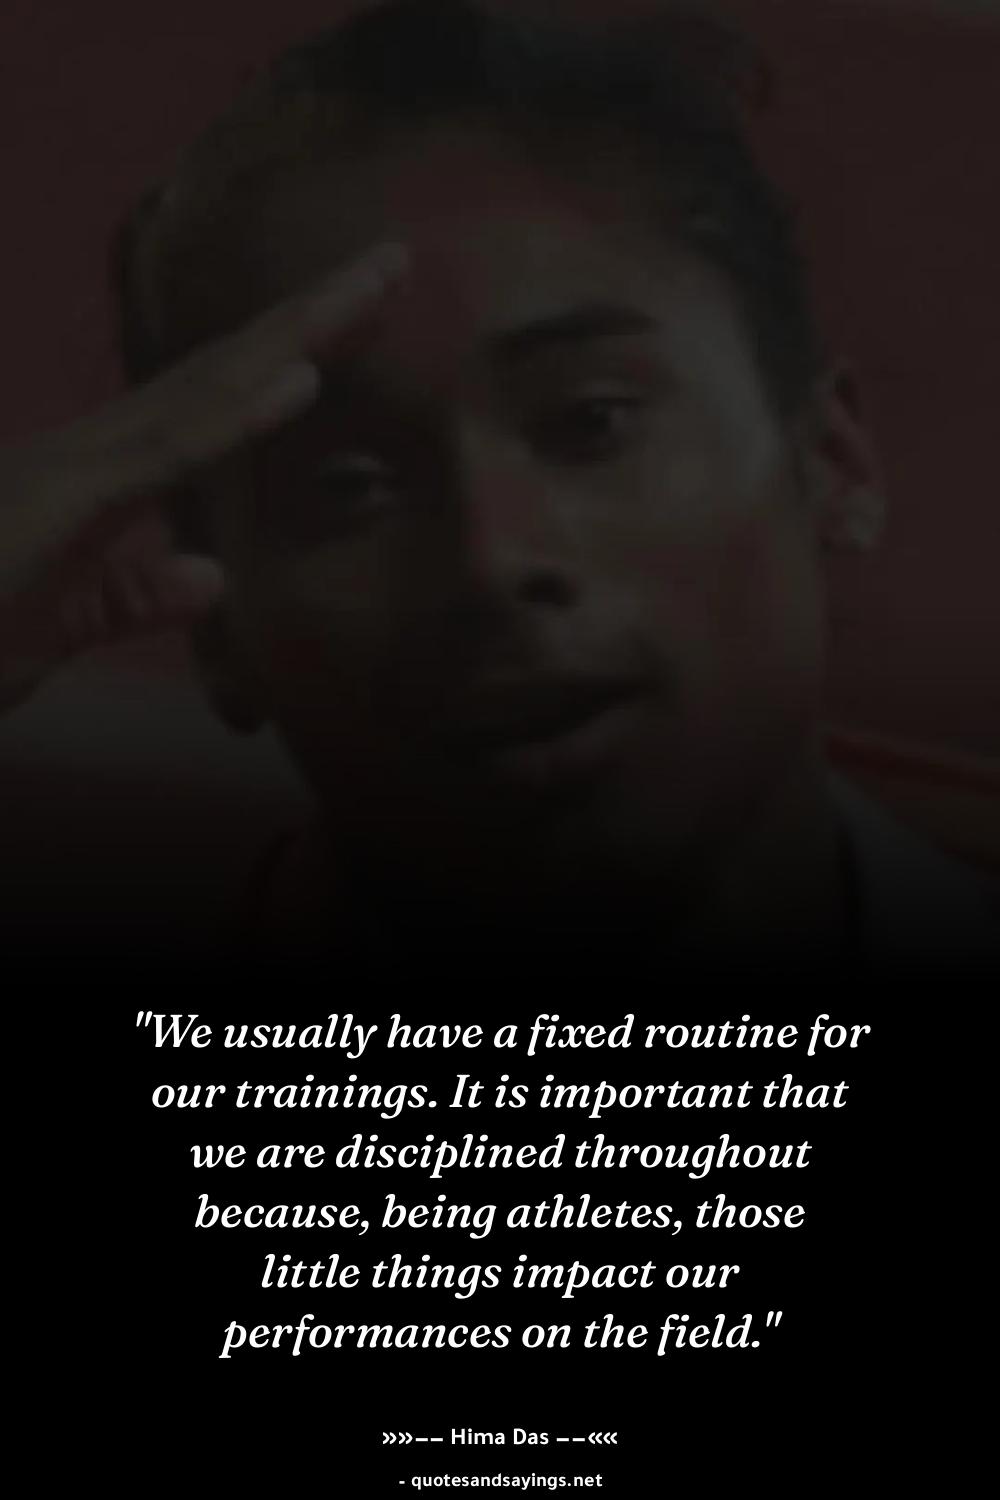 "We usually have a fixed routine for
our trainings. It is important that
we are disciplined throughout
because, being athletes, those
little things impact our
performances on the field."
»»−− Hima Das −−««
- quotesandsayings.net